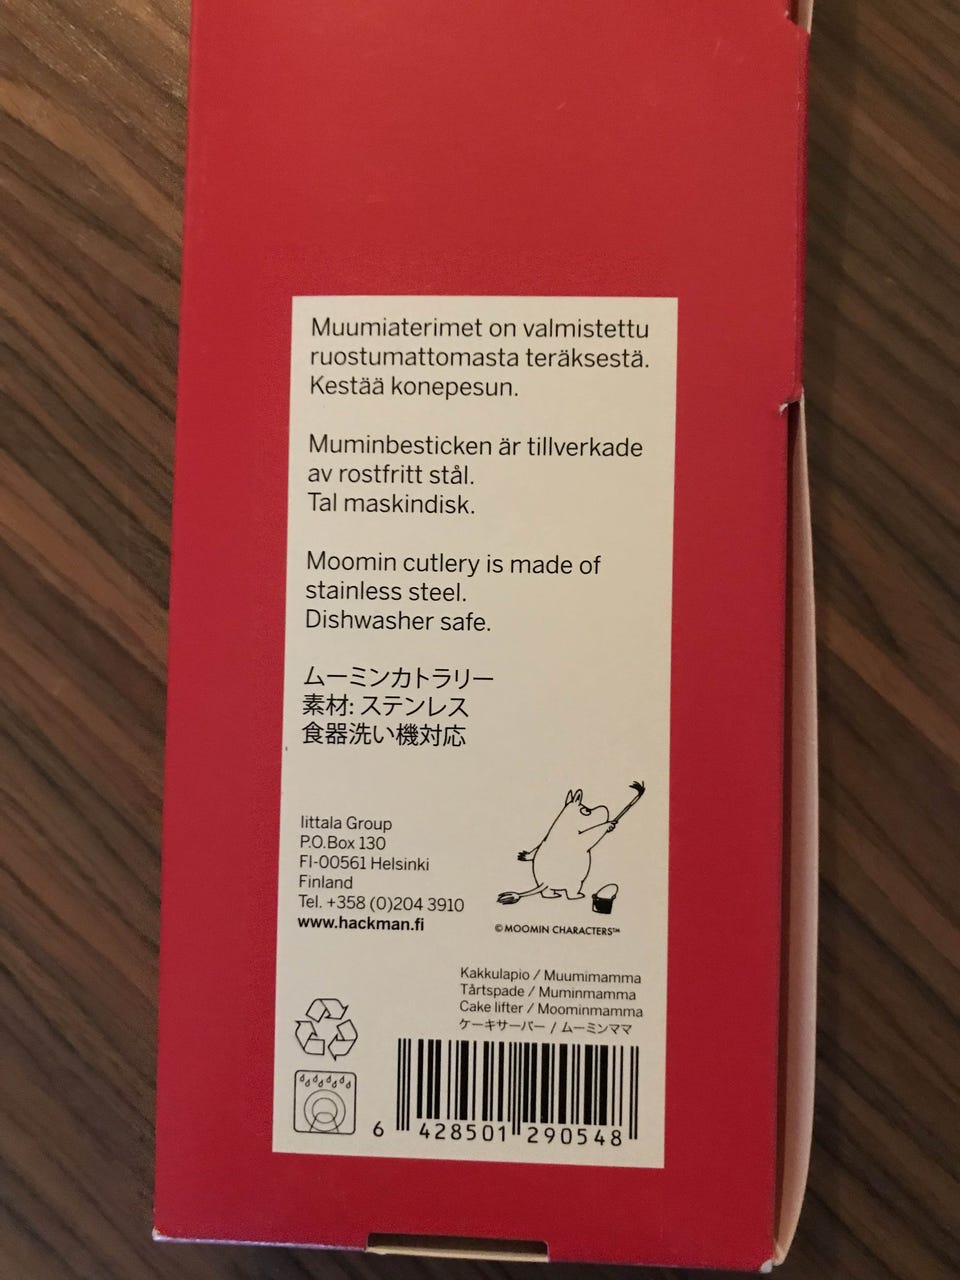 Muumiaterimet on valmistettu
ruostumattomasta teräksestä.
Kestää konepesun.
Muminbesticken är tillverkade
av rostfritt stål.
Tal maskindisk.
Moomin cutlery is made of
stainless steel.
Dishwasher safe.
ムーミンカトラリー
素材: ステンレス
食器洗い機対応
Iittala Group
P.O.Box 130
FI-00561 Helsinki
Finland
Tel. +358 (0)204 3910
www.hackman.fi
© MOOMIN CHARACTERS™
Kakkulapio / Muumimamma
Tårtspade / Muminmamma
Cake lifter / Moominmamma
ケーキサーバー / ムーミンママ
6 428501 290548